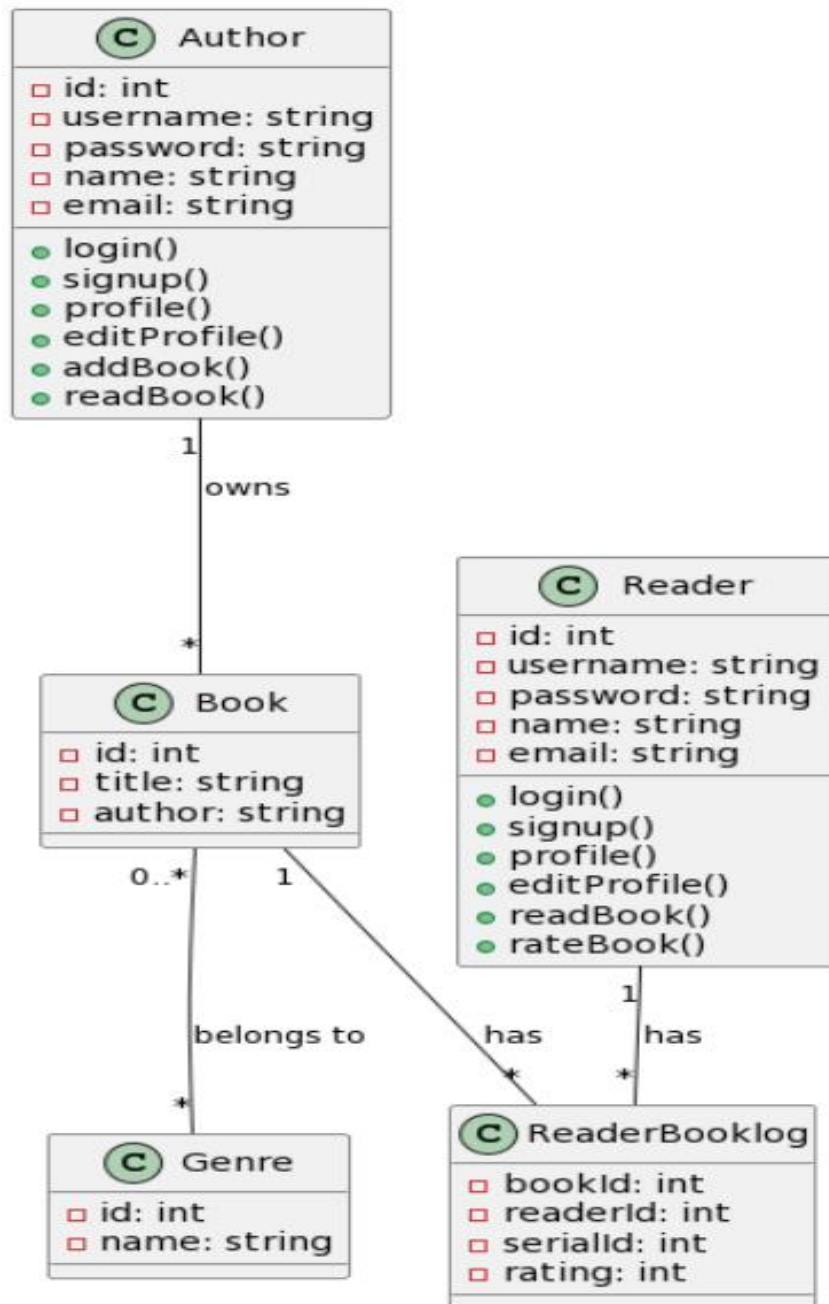 C Author
id: int
username: string
password: string
name: string
email: string
login()
signup()
profile()
editProfile()
addBook()
readBook()
1
owns
*
C Book
id: int
title: string
author: string
C Reader
id: int
username: string
password: string
name: string
email: string
login()
signup()
profile()
editProfile()
readBook()
rateBook()
0..*
1
1
belongs to
has
has
*
*
*
C Genre
id: int
name: string
C ReaderBooklog
bookId: int
readerId: int
serialId: int
rating: int